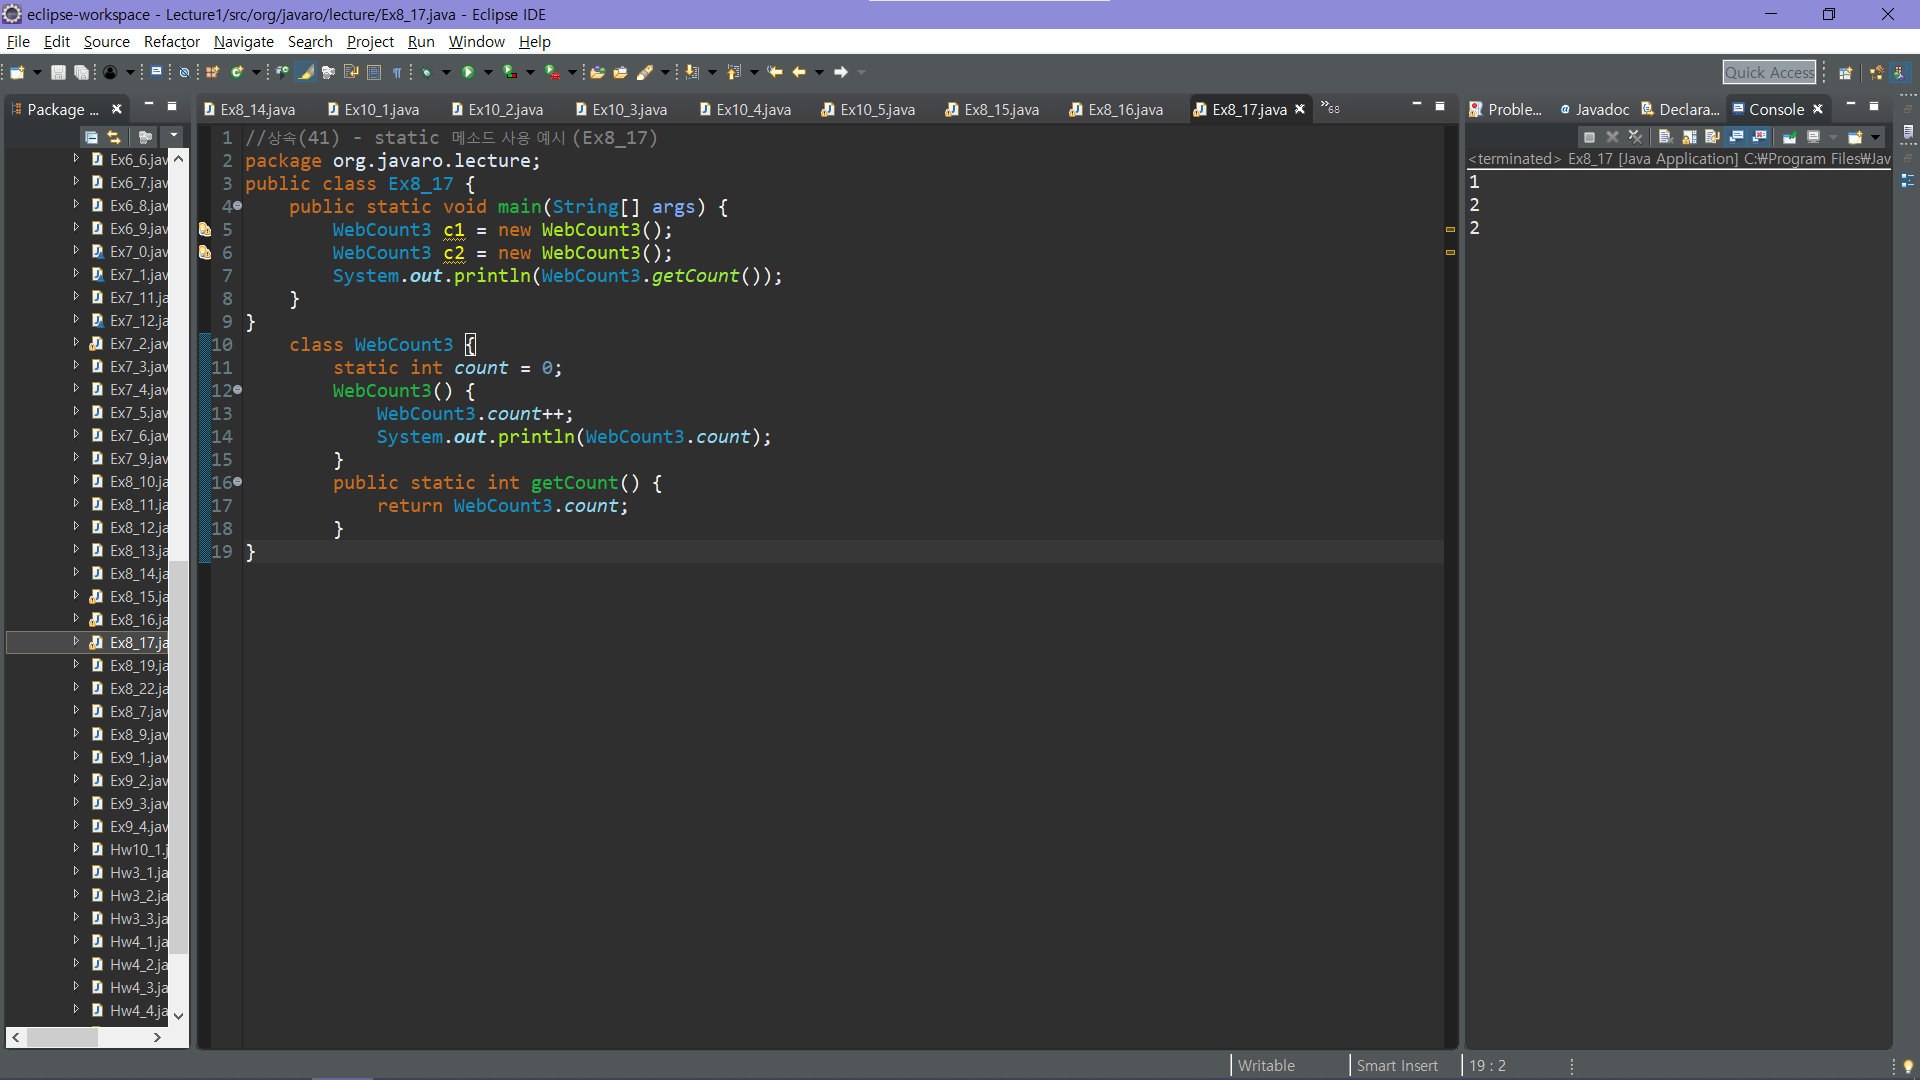 eclipse-workspace - Lecture1/src/org/javaro/lecture/Ex8_17.java - Eclipse IDE
File Edit Source Refactor Navigate Search Project Run Window Help
Quick Access
Package ...
Ex8_14.java Ex10_1.java Ex10_2.java Ex10_3.java Ex10_4.java Ex10_5.java Ex8_15.java Ex8_16.java Ex8_17.java »68
Proble... @ Javadoc Declara... Console
Ex6_6.jav
Ex6_7.jav
Ex6_8.jav
Ex6_9.jav
Ex7_0.jav
Ex7_1.jav
Ex7_11.ja
Ex7_12.ja
Ex7_2.jav
Ex7_3.jav
Ex7_4.jav
Ex7_5.jav
Ex7_6.jav
Ex7_9.jav
Ex8_10.ja
Ex8_11.ja
Ex8_12.ja
Ex8_13.ja
Ex8_14.ja
Ex8_15.ja
Ex8_16.ja
Ex8_17.ja
Ex8_19.ja
Ex8_22.ja
Ex8_7.jav
Ex8_9.jav
Ex9_1.jav
Ex9_2.jav
Ex9_3.jav
Ex9_4.jav
Hw10_1.j
Hw3_1.ja
Hw3_2.ja
Hw3_3.ja
Hw4_1.ja
Hw4_2.ja
Hw4_3.ja
Hw4_4.ja
1 //상속(41) - static 메소드 사용 예시 (Ex8_17)
2 package org.javaro.lecture;
3 public class Ex8_17 {
4     public static void main(String[] args) {
5         WebCount3 c1 = new WebCount3();
6         WebCount3 c2 = new WebCount3();
7         System.out.println(WebCount3.getCount());
8     }
9 }
10     class WebCount3 {
11         static int count = 0;
12         WebCount3() {
13             WebCount3.count++;
14             System.out.println(WebCount3.count);
15         }
16         public static int getCount() {
17             return WebCount3.count;
18         }
19 }
<terminated> Ex8_17 [Java Application] C:₩Program Files₩Jav
1
2
2
Writable Smart Insert 19 : 2